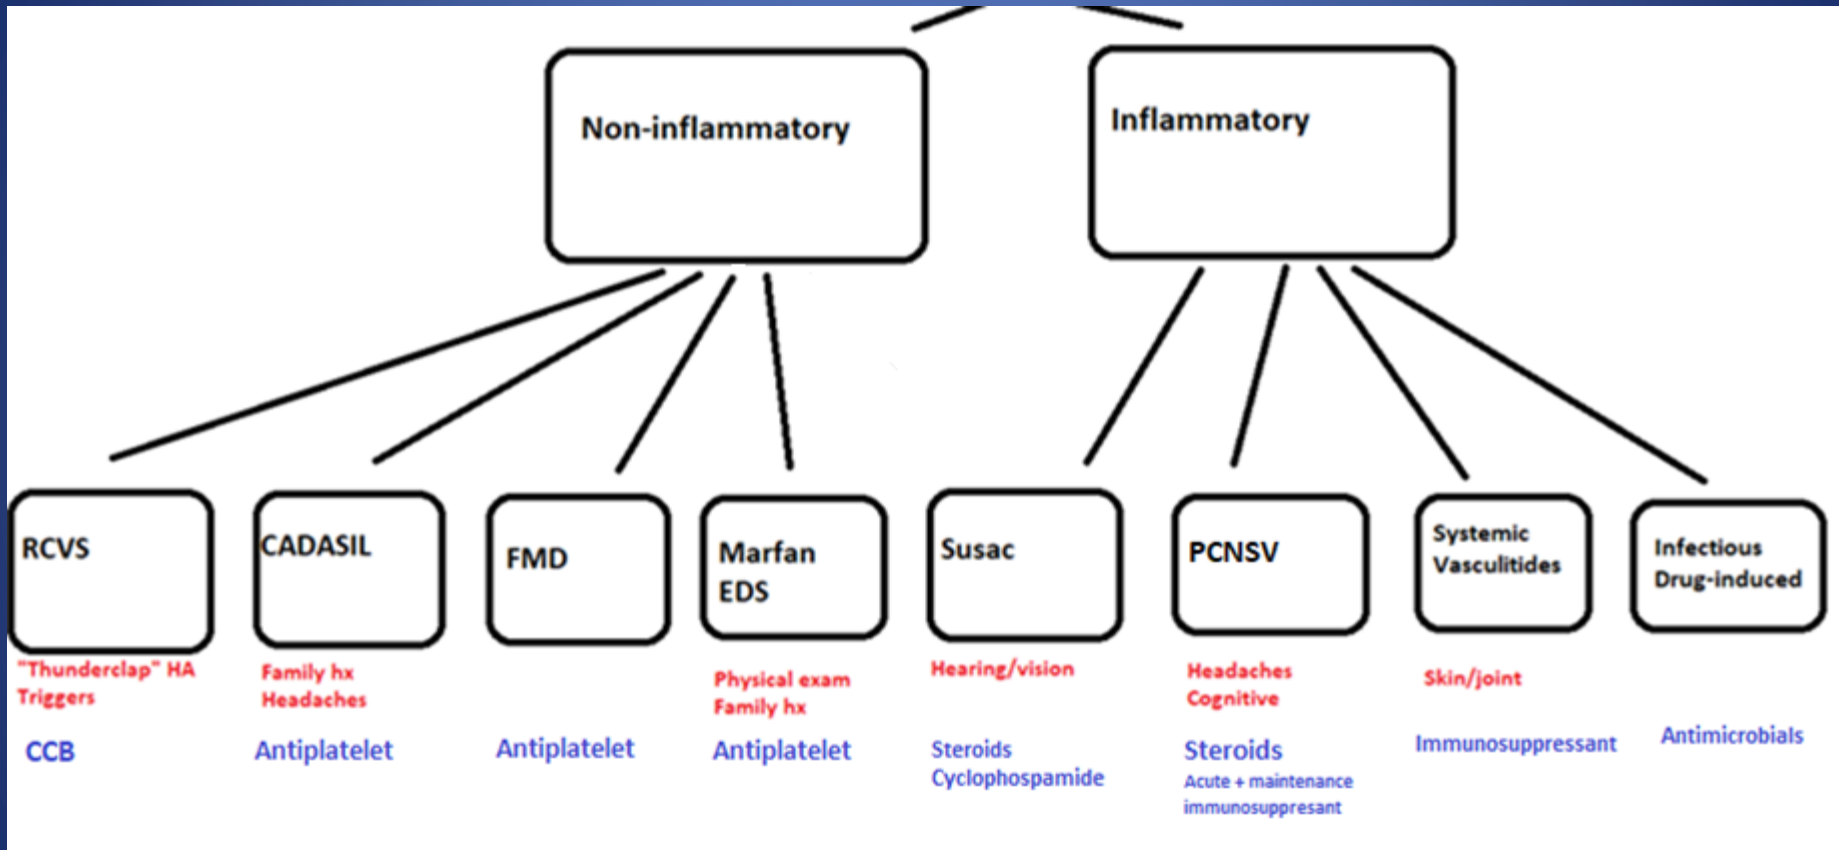 Non-inflammatory
Inflammatory
RCVS
CADASIL
FMD
Marfan
EDS
Susac
PCNSV
Systemic
Vasculitides
Infectious
Drug-induced
"Thunderclap" HA
Triggers
Family hx
Headaches
Physical exam
Family hx
Hearing/vision
Headaches
Cognitive
Skin/joint
CCB
Antiplatelet
Antiplatelet
Antiplatelet
Steroids
Cyclophospamide
Steroids
Acute + maintenance
immunosuppresant
Immunosuppressant
Antimicrobials